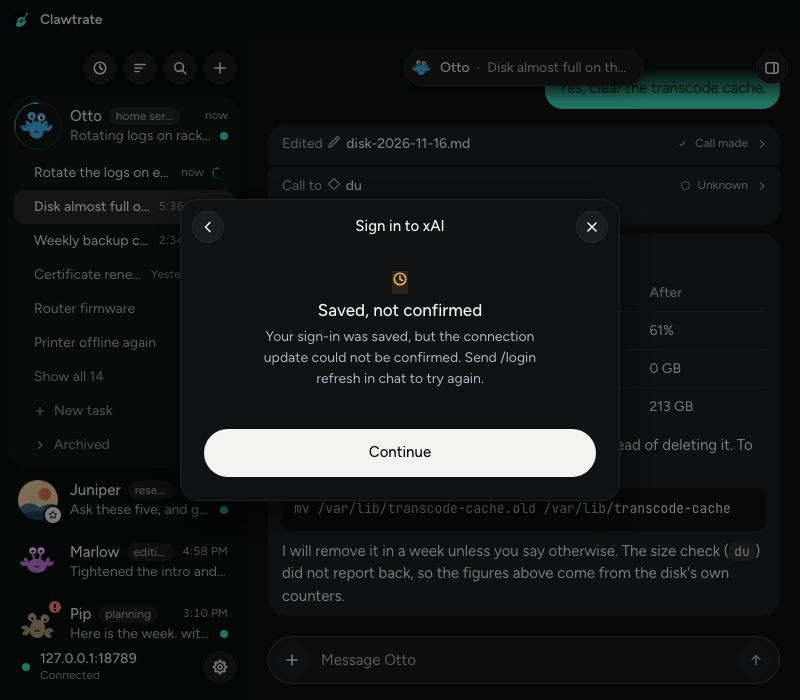 Clawtrate
Otto · Disk almost full on th...
Otto home ser... now
Rotating logs on rack...
Rotate the logs on e... now
Disk almost full o... 5:36
Weekly backup c... 2:34
Certificate rene... Yeste
Router firmware
Printer offline again
Show all 14
New task
Archived
Juniper rese...
Ask these five, and g...
Marlow editi... 4:58 PM
Tightened the intro and...
Pip planning 3:10 PM
Here is the week. wit...
127.0.0.1:18789
Connected
Yes, clear the transcode cache.
Edited disk-2026-11-16.md Call made
Call to du Unknown
Sign in to xAI
Saved, not confirmed
Your sign-in was saved, but the connection
update could not be confirmed. Send /login
refresh in chat to try again.
Continue
After
61%
0 GB
213 GB
ead of deleting it. To
mv /var/lib/transcode-cache.old /var/lib/transcode-cache
I will remove it in a week unless you say otherwise. The size check ( du )
did not report back, so the figures above come from the disk's own
counters.
Message Otto